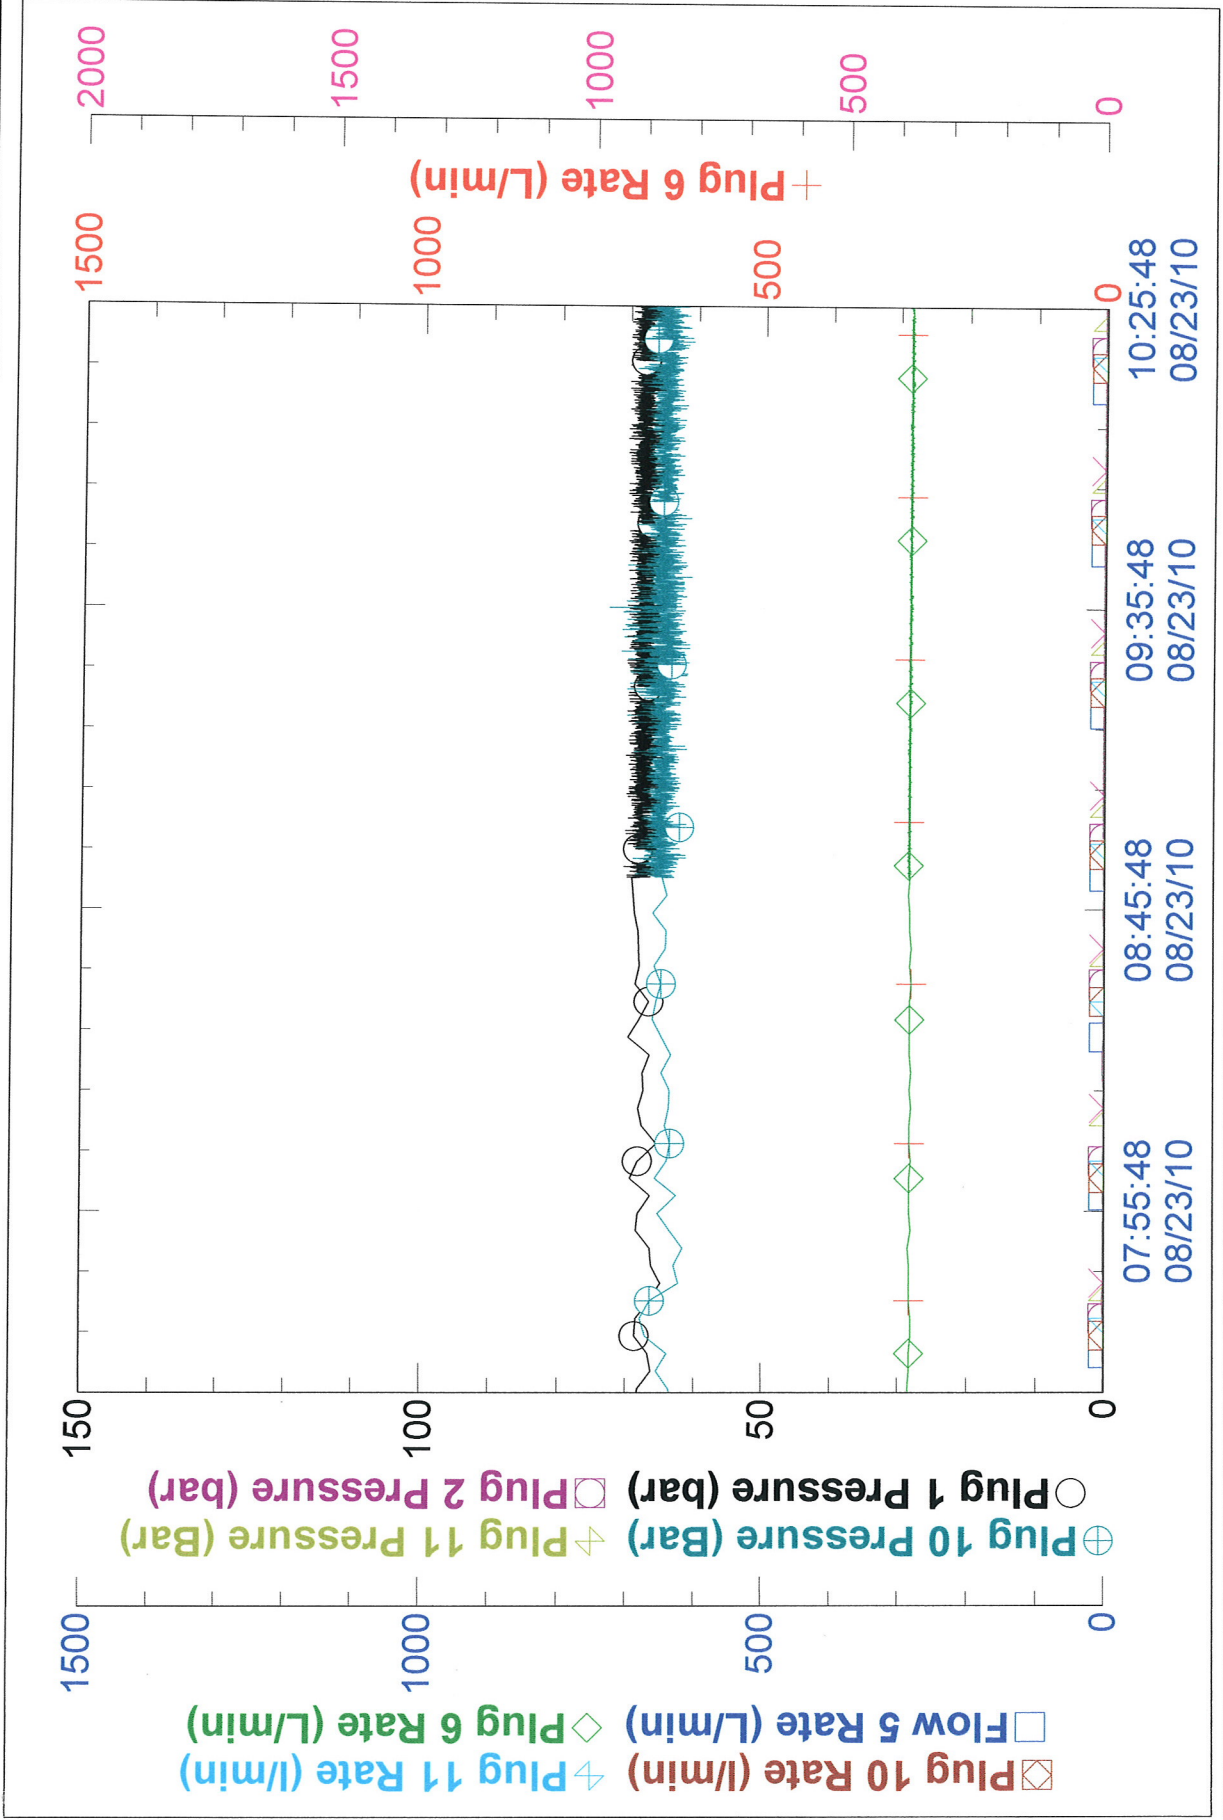 2000
1500
1000
500
0
Plug 6 Rate (L/min)
1500
1000
500
0
10:25:48
08/23/10
09:35:48
08/23/10
08:45:48
08/23/10
07:55:48
08/23/10
150
100
50
0
Plug 2 Pressure (bar)
Plug 1 Pressure (bar)
Plug 11 Pressure (Bar)
Plug 10 Pressure (Bar)
1500
1000
500
0
Plug 6 Rate (L/min)
Flow 5 Rate (L/min)
Plug 11 Rate (l/min)
Plug 10 Rate (l/min)